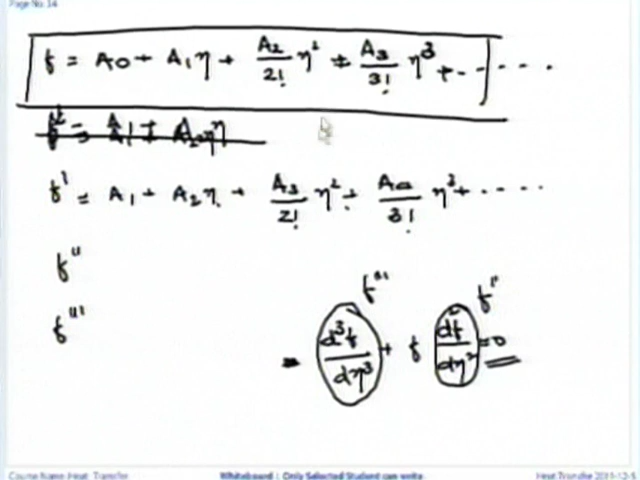 Page No: 14
f = A0 + A₁η + A₂/2! η² + A₃/3! η³ + ... ....
f' = A₁ + A₂η + A₃/2! η² + A₄/3! η³ + .....
f''
f'''
f''' f''
= d³f/dη³ + f d²f/dη² = 0
Course Name: Heat Transfer Whiteboard : Only Selected Student can write Heat Transfer 2011-12-S